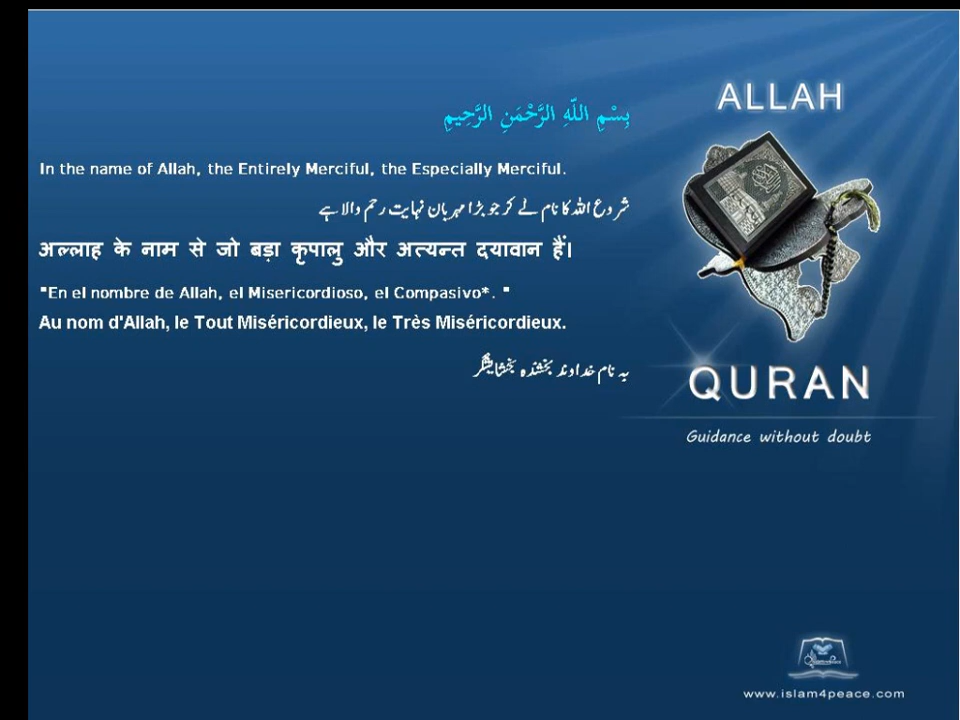 بِسْمِ اللّهِ الرَّحْمَنِ الرَّحِيمِ
In the name of Allah, the Entirely Merciful, the Especially Merciful.
شروع اللہ کا نام لے کر جو بڑا مہربان نہایت رحم والا ہے
अल्लाह के नाम से जो बड़ा कृपालु और अत्यन्त दयावान हैं।
"En el nombre de Allah, el Misericordioso, el Compasivo*. "
Au nom d'Allah, le Tout Miséricordieux, le Très Miséricordieux.
به نام خداوند بخشنده بخشایشگر
ALLAH
QURAN
Guidance without doubt
www.islam4peace.com